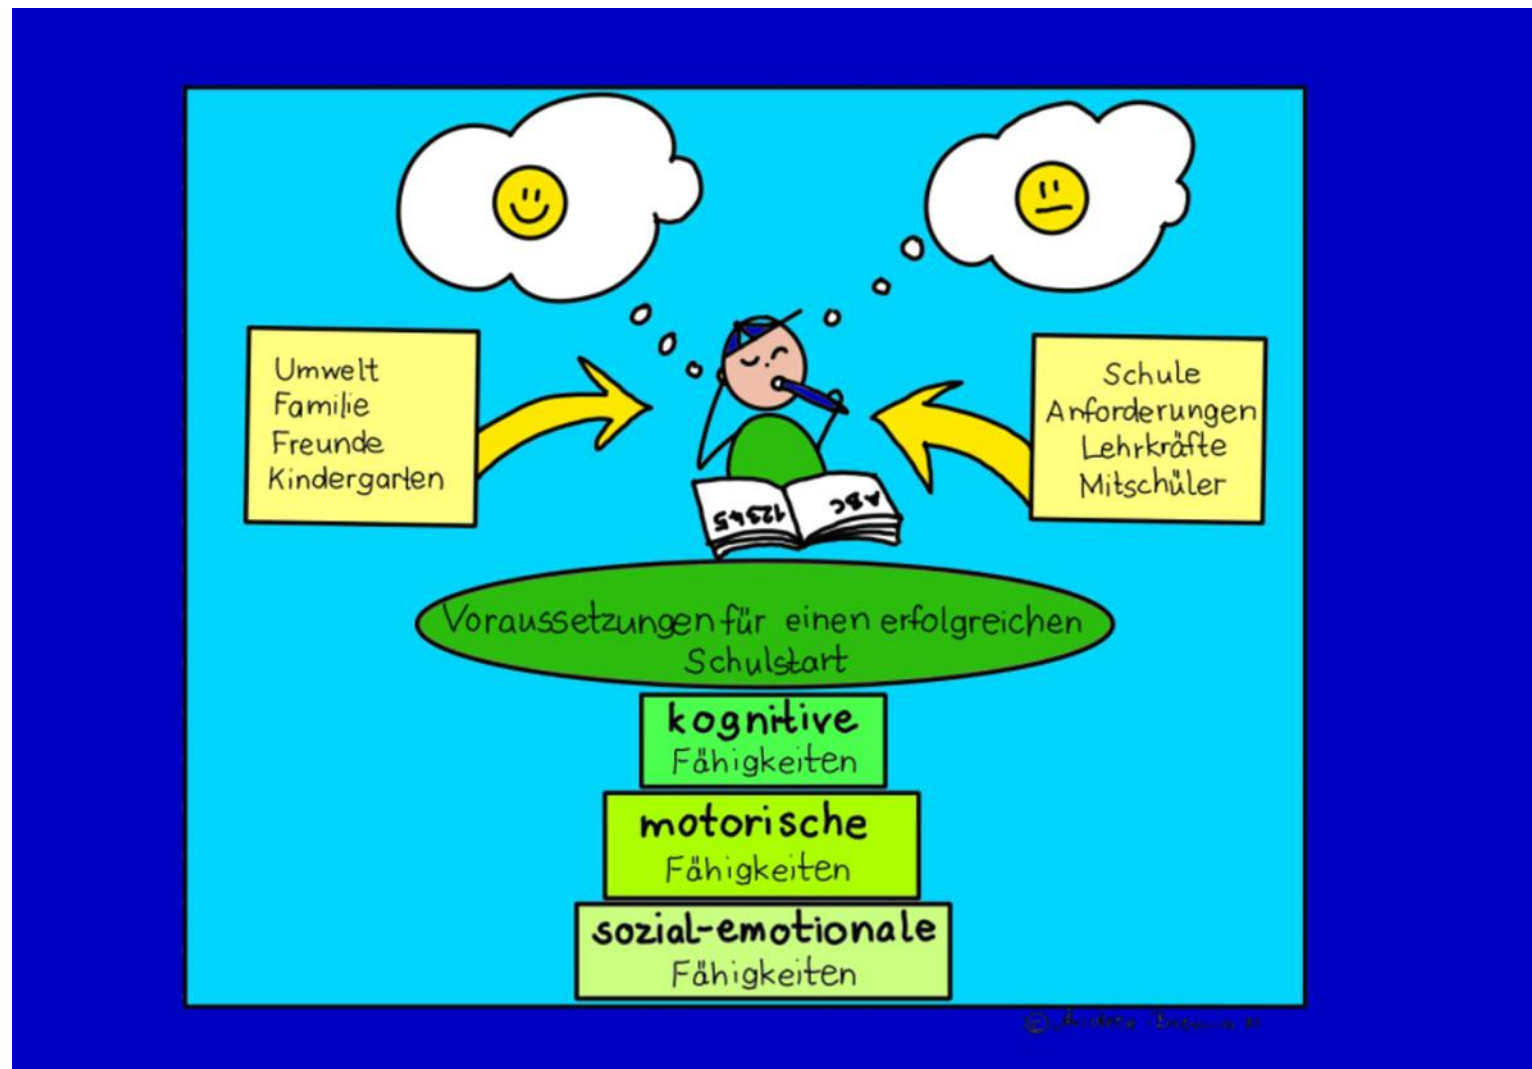 Umwelt
Familie
Freunde
Kindergarten
Schule
Anforderungen
Lehrkräfte
Mitschüler
12345
ABC
Voraussetzungen für einen erfolgreichen
Schulstart
kognitive
Fähigkeiten
motorische
Fähigkeiten
sozial-emotionale
Fähigkeiten
©